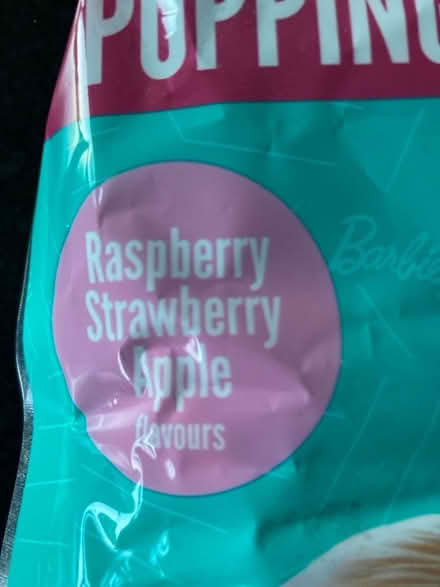 POPPING
Raspberry
Strawberry
Apple
flavours
Barbie